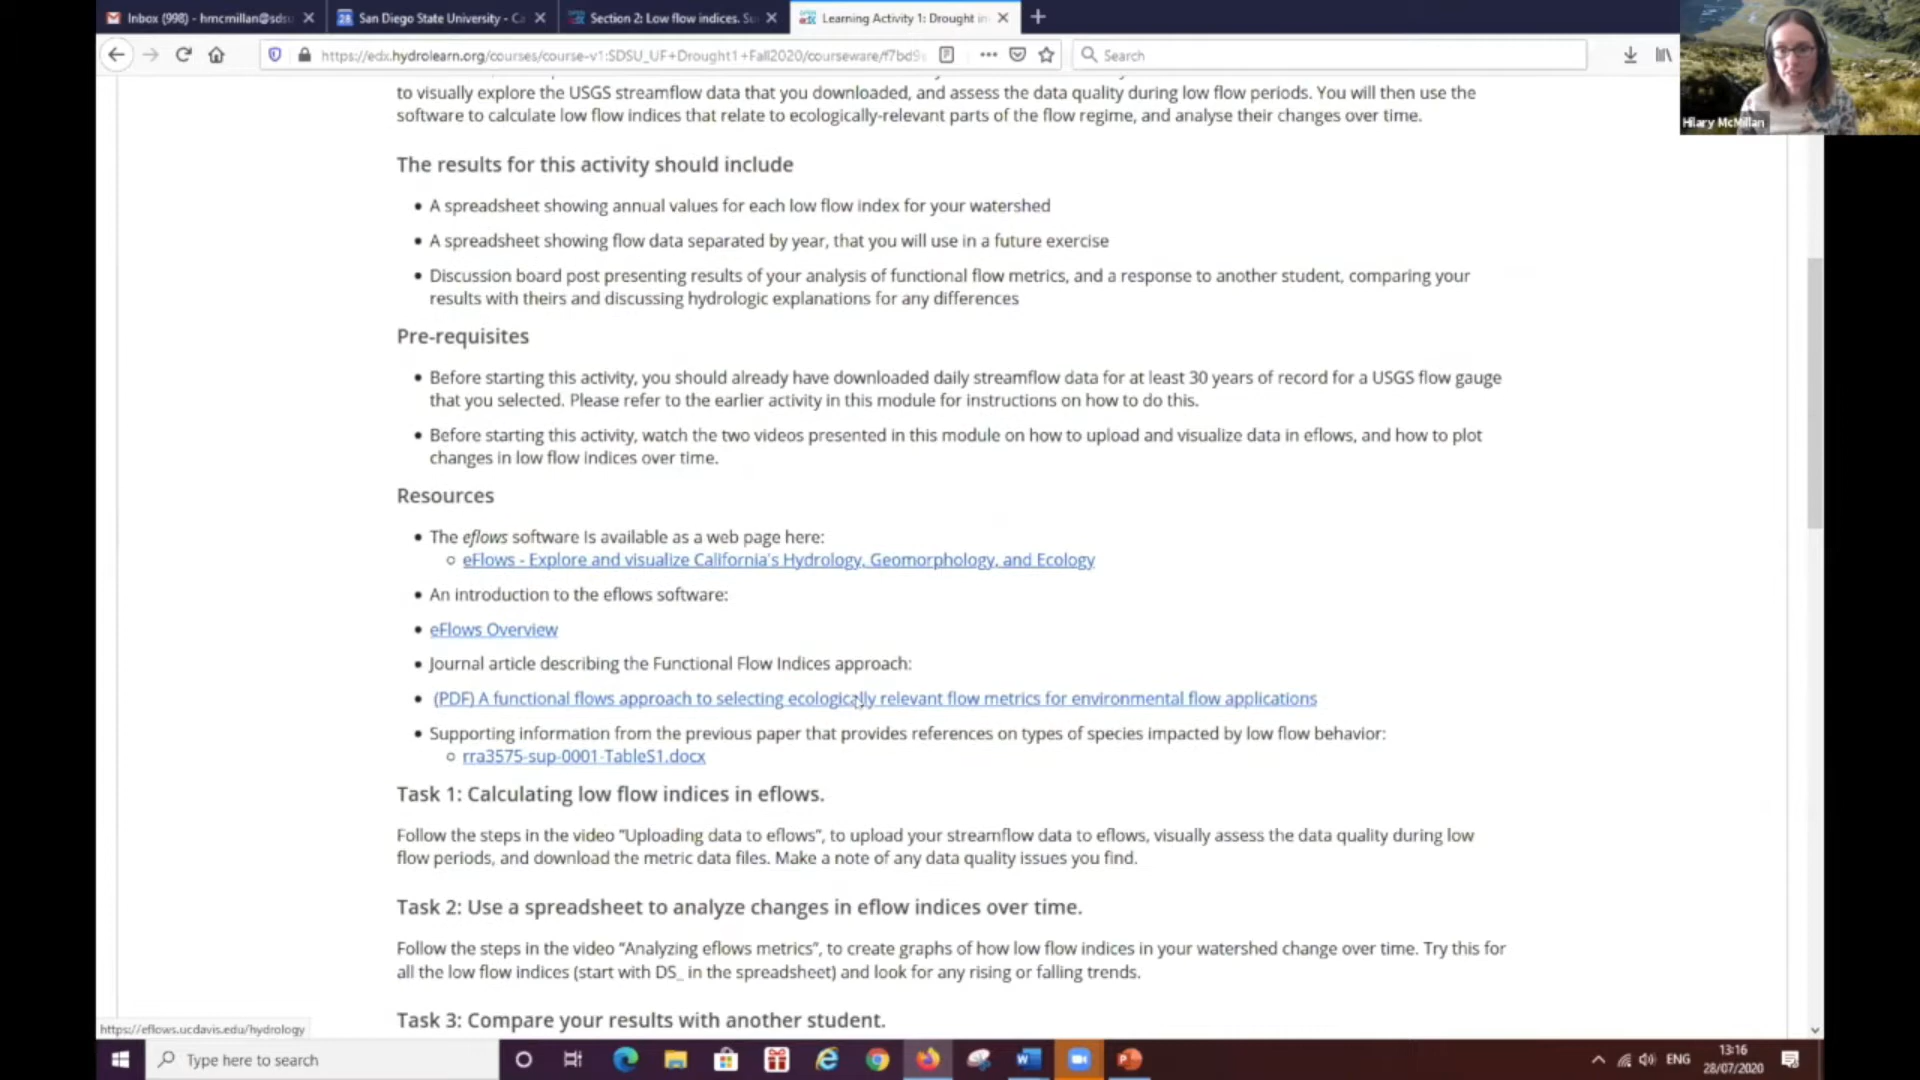 Inbox (998) - hmcmillan@sds
San Diego State University - Ca
Section 2: Low flow indices. Su
Learning Activity 1: Drought in
https://edx.hydrolearn.org/courses/course-v1:SDSU_UF+Drought1+Fall2020/courseware/f7bd9
Search
Hilary McMillan
to visually explore the USGS streamflow data that you downloaded, and assess the data quality during low flow periods. You will then use the
software to calculate low flow indices that relate to ecologically-relevant parts of the flow regime, and analyse their changes over time.
The results for this activity should include
• A spreadsheet showing annual values for each low flow index for your watershed
• A spreadsheet showing flow data separated by year, that you will use in a future exercise
• Discussion board post presenting results of your analysis of functional flow metrics, and a response to another student, comparing your
results with theirs and discussing hydrologic explanations for any differences
Pre-requisites
• Before starting this activity, you should already have downloaded daily streamflow data for at least 30 years of record for a USGS flow gauge
that you selected. Please refer to the earlier activity in this module for instructions on how to do this.
• Before starting this activity, watch the two videos presented in this module on how to upload and visualize data in eflows, and how to plot
changes in low flow indices over time.
Resources
• The eflows software is available as a web page here:
○ eFlows - Explore and visualize California's Hydrology, Geomorphology, and Ecology
• An introduction to the eflows software:
• eFlows Overview
• Journal article describing the Functional Flow Indices approach:
• (PDF) A functional flows approach to selecting ecologically relevant flow metrics for environmental flow applications
• Supporting information from the previous paper that provides references on types of species impacted by low flow behavior:
○ rra3575-sup-0001-TableS1.docx
Task 1: Calculating low flow indices in eflows.
Follow the steps in the video “Uploading data to eflows”, to upload your streamflow data to eflows, visually assess the data quality during low
flow periods, and download the metric data files. Make a note of any data quality issues you find.
Task 2: Use a spreadsheet to analyze changes in eflow indices over time.
Follow the steps in the video “Analyzing eflows metrics”, to create graphs of how low flow indices in your watershed change over time. Try this for
all the low flow indices (start with DS_ in the spreadsheet) and look for any rising or falling trends.
Task 3: Compare your results with another student.
https://eflows.ucdavis.edu/hydrology
Type here to search
ENG
13:16
28/07/2020